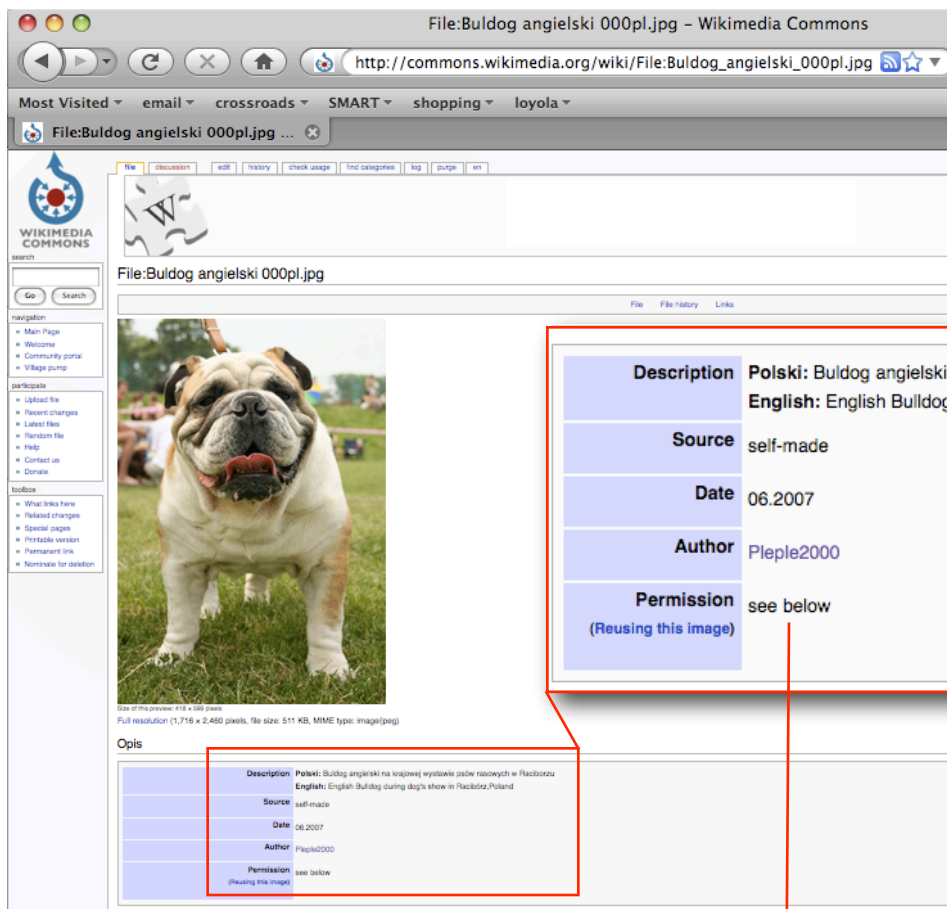 File:Buldog angielski 000pl.jpg – Wikimedia Commons
http://commons.wikimedia.org/wiki/File:Buldog_angielski_000pl.jpg
Most Visited email crossroads SMART shopping loyola
File:Buldog angielski 000pl.jpg ...
file discussion edit history check usage find categories log purge en
W
WIKIMEDIA
COMMONS
search
Go Search
navigation
Main Page
Welcome
Community portal
Village pump
participate
Upload file
Recent changes
Latest files
Random file
Help
Contact us
Donate
toolbox
What links here
Related changes
Special pages
Printable version
Permanent link
Nominate for deletion
File:Buldog angielski 000pl.jpg
File File history Links
Description Polski: Buldog angielski
English: English Bulldog
Source self-made
Date 06.2007
Author Pleple2000
Permission see below
(Reusing this image)
Size of this preview: 418 × 599 pixels
Full resolution (1,716 × 2,460 pixels, file size: 511 KB, MIME type: image/jpeg)
Opis
Description Polski: Buldog angielski na krajowej wystawie psów rasowych w Raciborzu
English: English Bulldog during dog's show in Racibórz,Poland
Source self-made
Date 06.2007
Author Pleple2000
Permission see below
(Reusing this image)